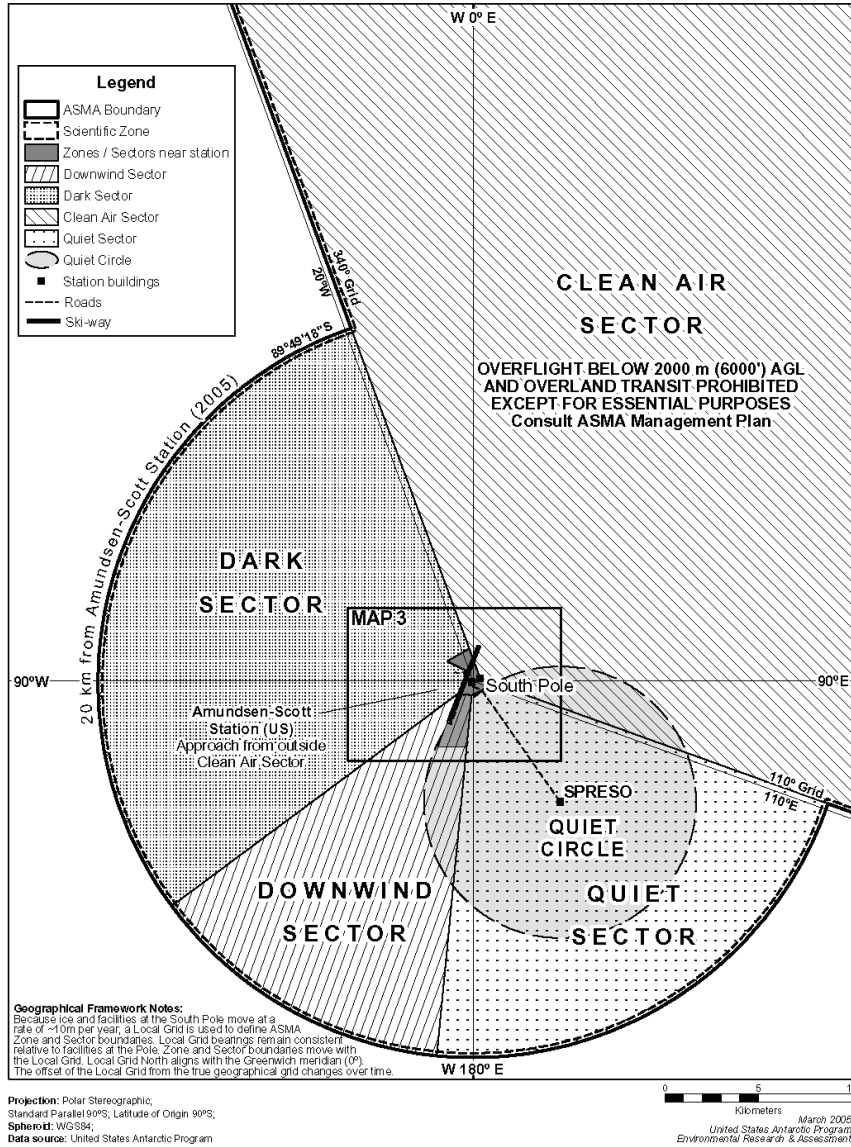 W 0º E
Legend
ASMA Boundary
Scientific Zone
Zones / Sectors near station
Downwind Sector
Dark Sector
Clean Air Sector
Quiet Sector
Quiet Circle
Station buildings
Roads
Ski-way
340º Grid
20ºW
89º49'18"S
20 km from Amundsen-Scott Station (2005)
CLEAN AIR
SECTOR
OVERFLIGHT BELOW 2000 m (6000') AGL
AND OVERLAND TRANSIT PROHIBITED
EXCEPT FOR ESSENTIAL PURPOSES
Consult ASMA Management Plan
DARK
SECTOR
MAP 3
90ºW
South Pole
90ºE
Amundsen-Scott
Station (US)
Approach from outside
Clean Air Sector
110º Grid
110ºE
SPRESO
QUIET
CIRCLE
DOWNWIND
SECTOR
QUIET
SECTOR
Geographical Framework Notes:
Because ice and facilities at the South Pole move at a
rate of ~10m per year, a Local Grid is used to define ASMA
Zone and Sector boundaries. Local Grid bearings remain consistent
relative to facilities at the Pole. Zone and Sector boundaries move with
the Local Grid. Local Grid North aligns with the Greenwich meridian (0º).
The offset of the Local Grid from the true geographical grid changes over time.
W 180º E
Projection: Polar Stereographic;
Standard Parallel 90ºS; Latitude of Origin 90ºS;
Spheroid: WGS84;
Data source: United States Antarctic Program
0 5 1
Kilometers
March 2005
United States Antarctic Program
Environmental Research & Assessment